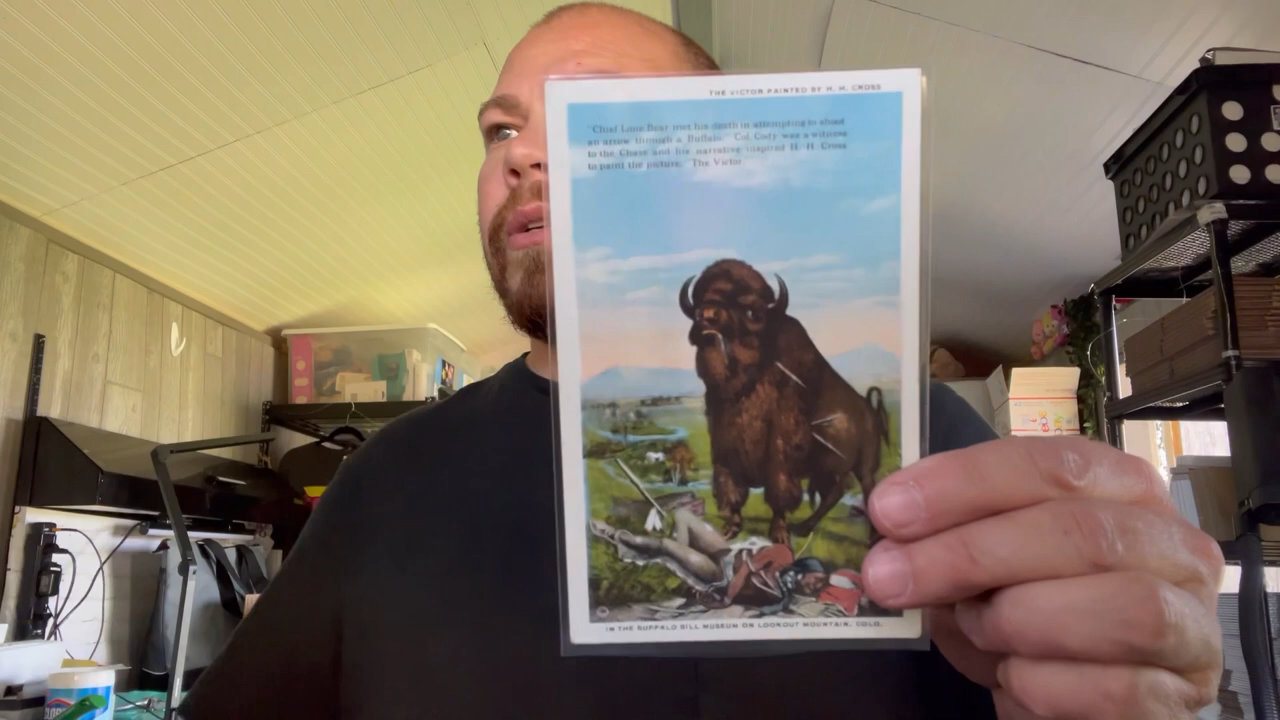 THE VICTOR PAINTED BY H. H. CROSS
"Chief Lone Bear met his death in attempting to shoot
an arrow through a Buffalo." Col. Cody was a witness
to the Chase and his narrative inspired H. H. Cross
to paint the picture. "The Victor
IN THE BUFFALO BILL MUSEUM ON LOOKOUT MOUNTAIN, COLO.